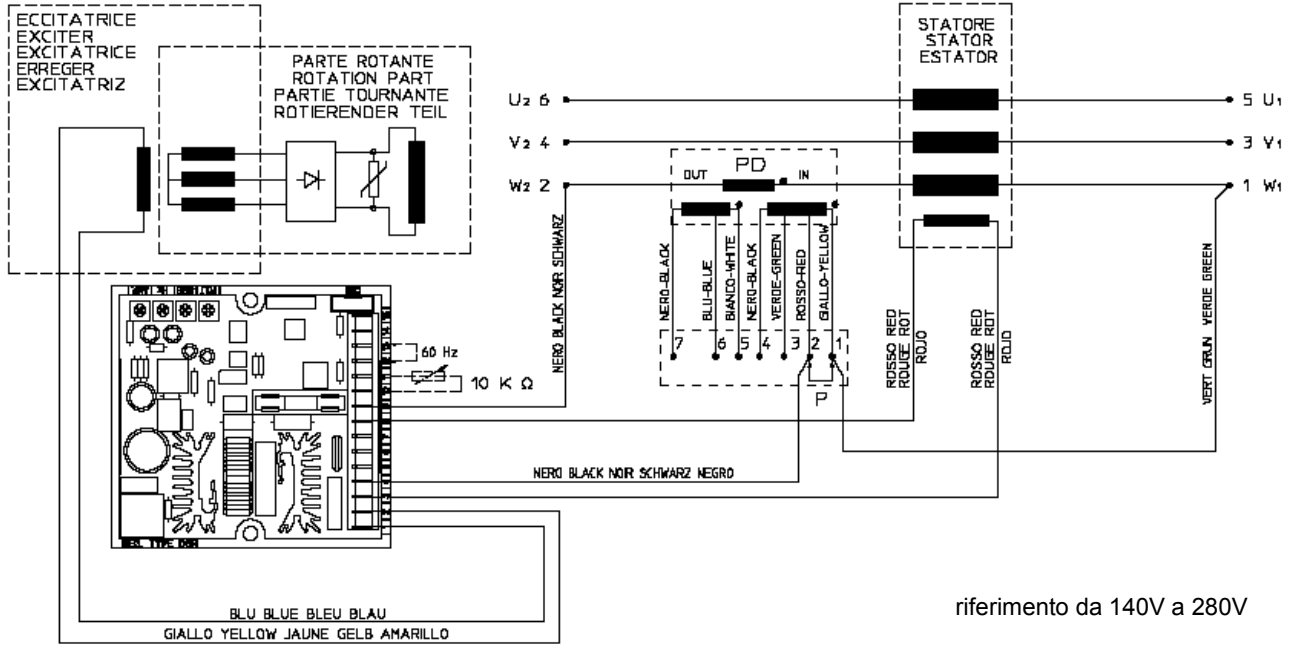 ECCITATRICE
EXCITER
EXCITATRICE
ERREGER
EXCITATRIZ
PARTE ROTANTE
ROTATION PART
PARTIE TOURNANTE
ROTIERENDER TEIL
STATORE
STATOR
ESTATOR
U2 6
5 U1
V2 4
3 V1
W2 2
1 W1
OUT
PD
IN
NERO-BLACK
BLU-BLUE
BIANCO-WHITE
NERO-BLACK
VERDE-GREEN
ROSSO-RED
GIALLO-YELLOW
7
6
5
4
3
2
1
P
NERO BLACK NOIR SCHWARZ
ROSSO RED
ROUGE ROT
ROJO
ROSSO RED
ROUGE ROT
ROJO
VERT GRUN VERDE GREEN
60 Hz
10 K Ω
NERO BLACK NOIR SCHWARZ NEGRO
BLU BLUE BLEU BLAU
GIALLO YELLOW JAUNE GELB AMARILLO
riferimento da 140V a 280V